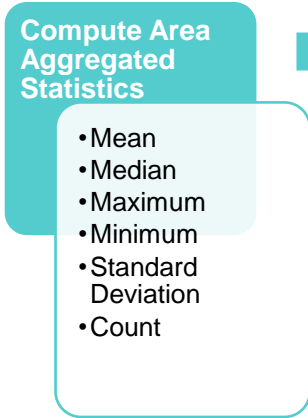 Compute Area
Aggregated
Statistics
•Mean
•Median
•Maximum
•Minimum
•Standard
Deviation
•Count